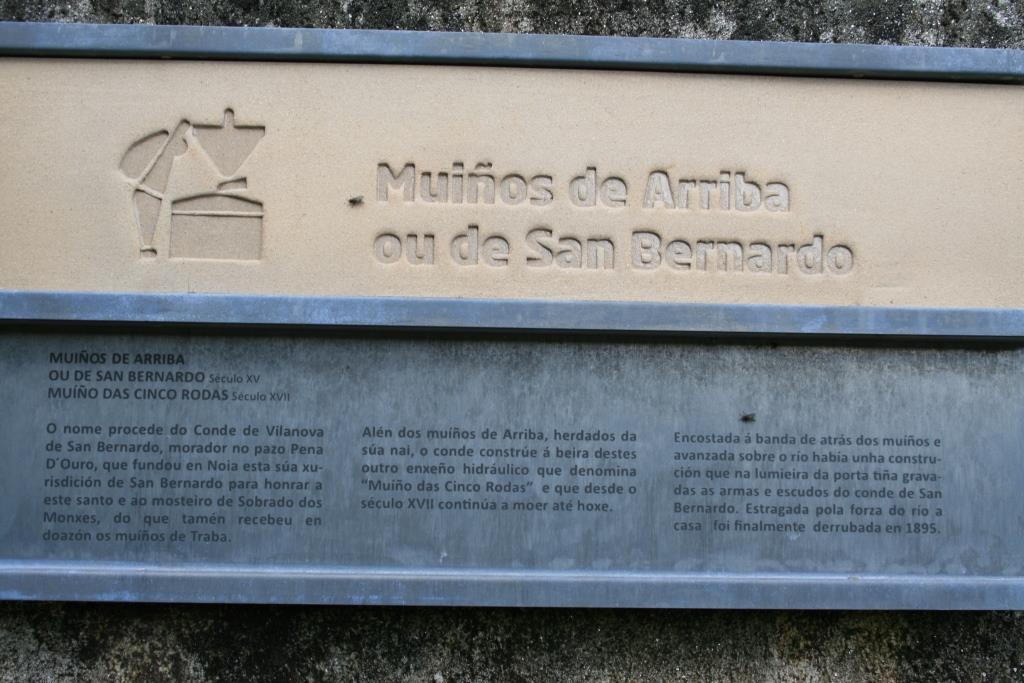 Muiños de Arriba
ou de San Bernardo
MUIÑOS DE ARRIBA
OU DE SAN BERNARDO Século XV
MUÍÑO DAS CINCO RODAS Século XVII
O nome procede do Conde de Vilanova
de San Bernardo, morador no pazo Pena
D´Ouro, que fundou en Noia esta súa xu-
risdición de San Bernardo para honrar a
este santo e ao mosteiro de Sobrado dos
Monxes, do que tamén recebeu en
doazón os muíños de Traba.
Alén dos muíños de Arriba, herdados da
súa nai, o conde constrúe á beira destes
outro enxeño hidráulico que denomina
“Muíño das Cinco Rodas” e que desde o
século XVII continúa a moer até hoxe.
Encostada á banda de atrás dos muíños e
avanzada sobre o río había unha constru-
ción que na lumieira da porta tiña grava-
das as armas e escudos do conde de San
Bernardo. Estragada pola forza do río a
casa foi finalmente derrubada en 1895.